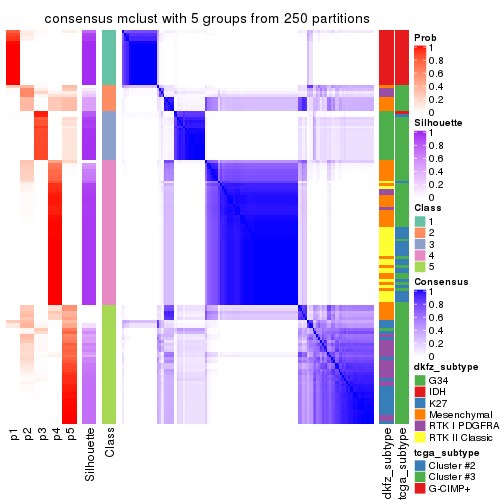 consensus mclust with 5 groups from 250 partitions
p1
p2
p3
p4
p5
Silhouette
Class
dkfz_subtype
tcga_subtype
Prob
1
0.8
0.6
0.4
0.2
0
Silhouette
1
0.8
0.6
0.4
0.2
0
Class
1
2
3
4
5
Consensus
1
0.8
0.6
0.4
0.2
0
dkfz_subtype
G34
IDH
K27
Mesenchymal
RTK I PDGFRA
RTK II Classic
tcga_subtype
Cluster #2
Cluster #3
G-CIMP+